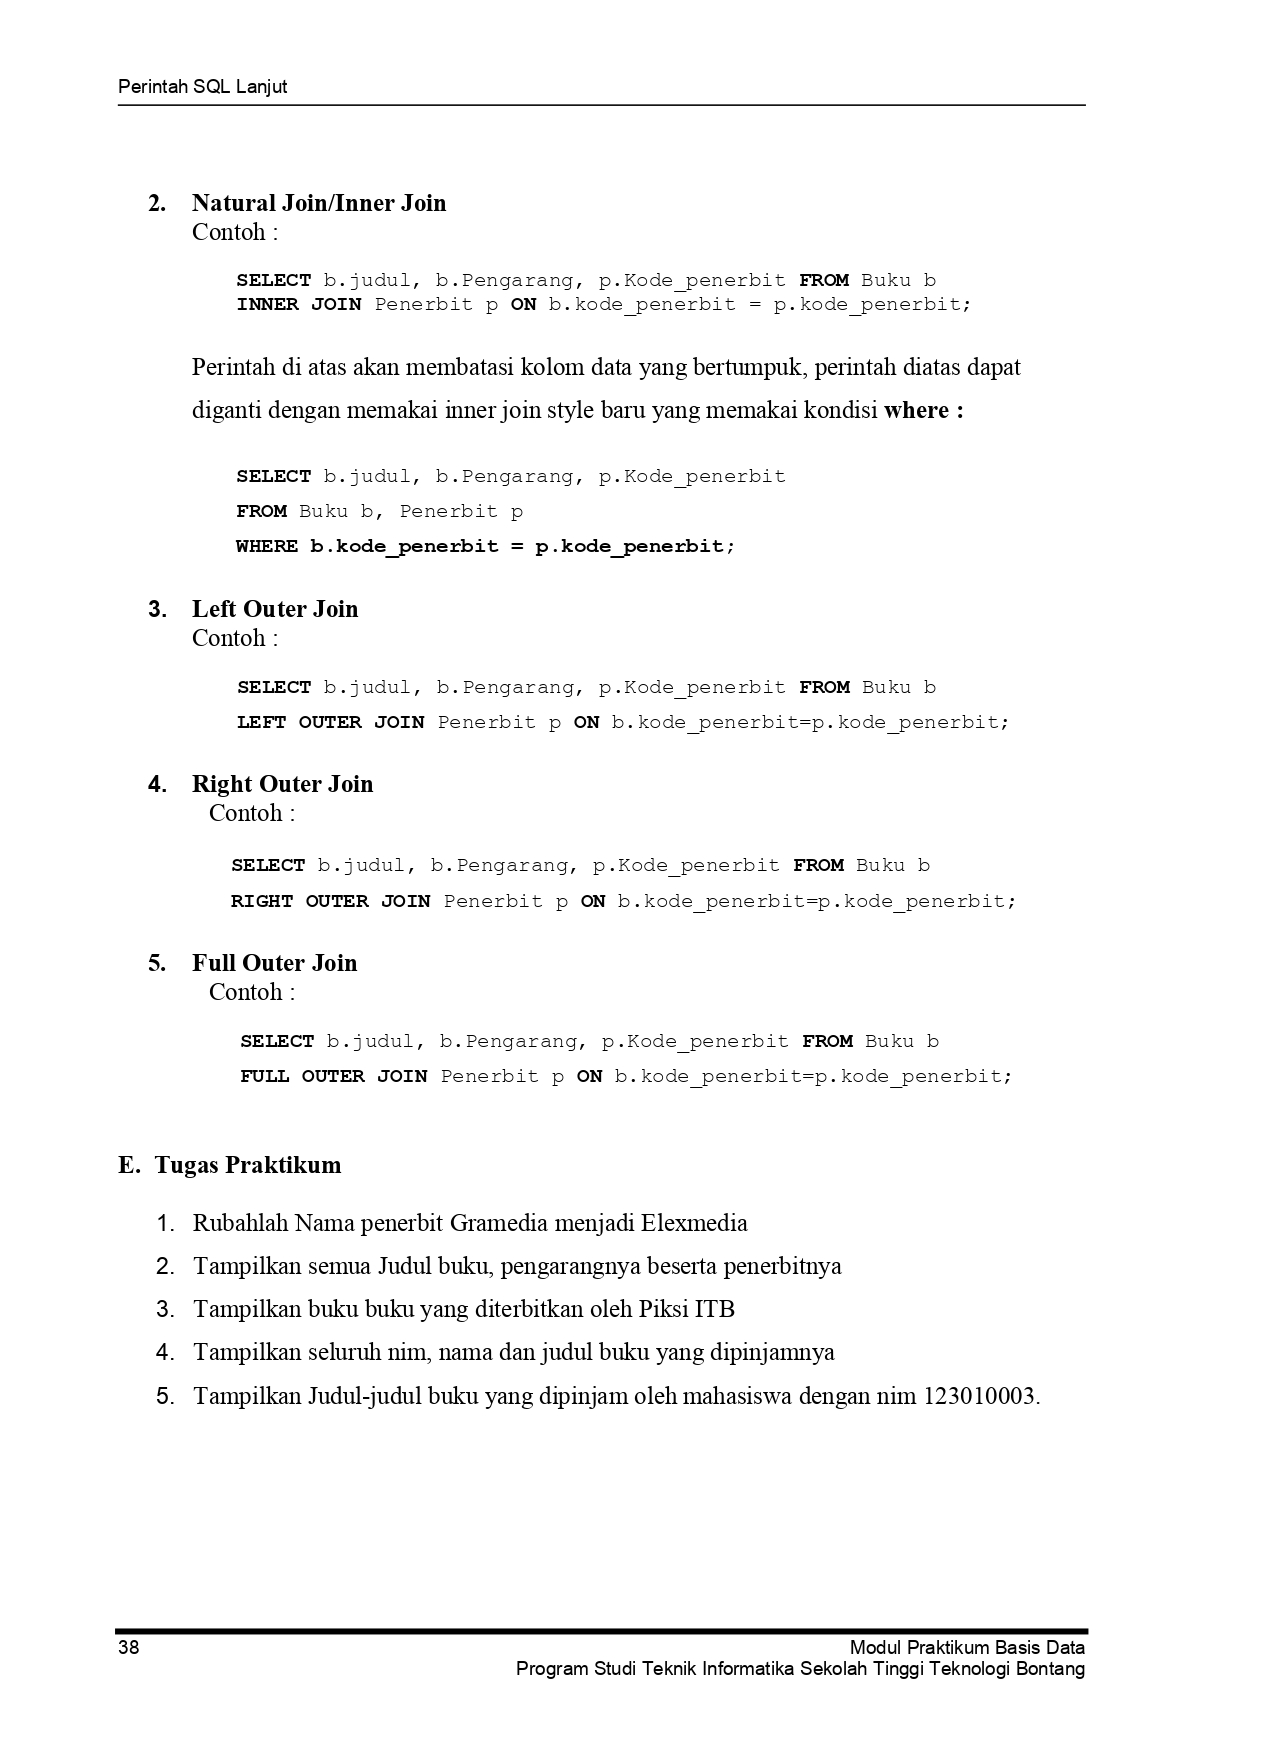 Perintah SQL Lanjut
2. Natural Join/Inner Join
Contoh :
SELECT b.judul, b.Pengarang, p.Kode_penerbit FROM Buku b
INNER JOIN Penerbit p ON b.kode_penerbit = p.kode_penerbit;
Perintah di atas akan membatasi kolom data yang bertumpuk, perintah diatas dapat
diganti dengan memakai inner join style baru yang memakai kondisi where :
SELECT b.judul, b.Pengarang, p.Kode_penerbit
FROM Buku b, Penerbit p
WHERE b.kode_penerbit = p.kode_penerbit;
3. Left Outer Join
Contoh :
SELECT b.judul, b.Pengarang, p.Kode_penerbit FROM Buku b
LEFT OUTER JOIN Penerbit p ON b.kode_penerbit=p.kode_penerbit;
4. Right Outer Join
Contoh :
SELECT b.judul, b.Pengarang, p.Kode_penerbit FROM Buku b
RIGHT OUTER JOIN Penerbit p ON b.kode_penerbit=p.kode_penerbit;
5. Full Outer Join
Contoh :
SELECT b.judul, b.Pengarang, p.Kode_penerbit FROM Buku b
FULL OUTER JOIN Penerbit p ON b.kode_penerbit=p.kode_penerbit;
E. Tugas Praktikum
1. Rubahlah Nama penerbit Gramedia menjadi Elexmedia
2. Tampilkan semua Judul buku, pengarangnya beserta penerbitnya
3. Tampilkan buku buku yang diterbitkan oleh Piksi ITB
4. Tampilkan seluruh nim, nama dan judul buku yang dipinjamnya
5. Tampilkan Judul-judul buku yang dipinjam oleh mahasiswa dengan nim 123010003.
38 Modul Praktikum Basis Data
Program Studi Teknik Informatika Sekolah Tinggi Teknologi Bontang